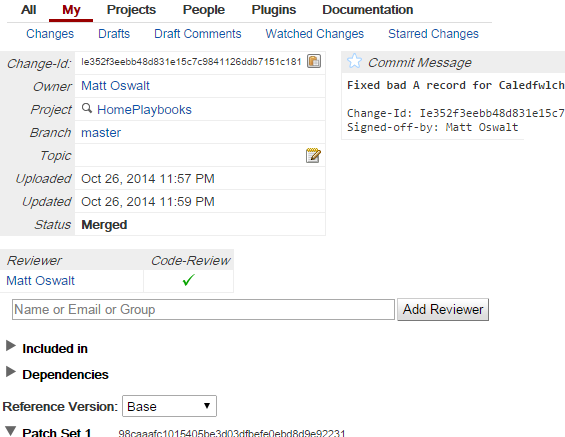 All My Projects People Plugins Documentation
Changes Drafts Draft Comments Watched Changes Starred Changes
Change-Id: Ie352f3eebb48d831e15c7c9841126ddb7151c181
Owner Matt Oswalt
Project HomePlaybooks
Branch master
Topic
Uploaded Oct 26, 2014 11:57 PM
Updated Oct 26, 2014 11:59 PM
Status Merged
Commit Message
Fixed bad A record for Caledfwlch
Change-Id: Ie352f3eebb48d831e15c7
Signed-off-by: Matt Oswalt
Reviewer Code-Review
Matt Oswalt
Name or Email or Group Add Reviewer
Included in
Dependencies
Reference Version: Base
Patch Set 1 98caaafc1015405be3d03dfbefe0ebd8d9e92231